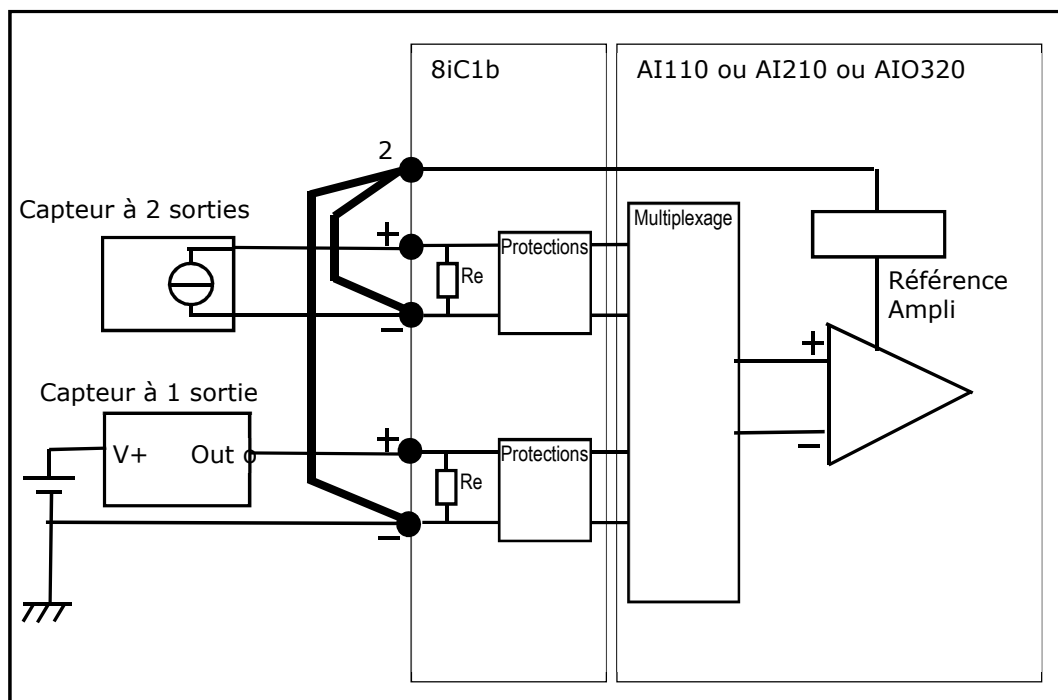 8iC1b
AI110 ou AI210 ou AIO320
2
Capteur à 2 sorties
+
Protections
Multiplexage
Re
−
Référence
Ampli
+
−
Capteur à 1 sortie
+
V+ Out o
Protections
Re
−